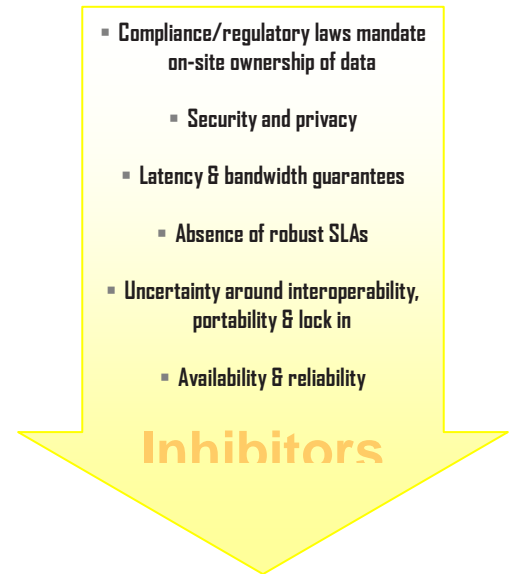 ▪ Compliance/regulatory laws mandate
on-site ownership of data
▪ Security and privacy
▪ Latency & bandwidth guarantees
▪ Absence of robust SLAs
▪ Uncertainty around interoperability,
portability & lock in
▪ Availability & reliability
Inhibitors